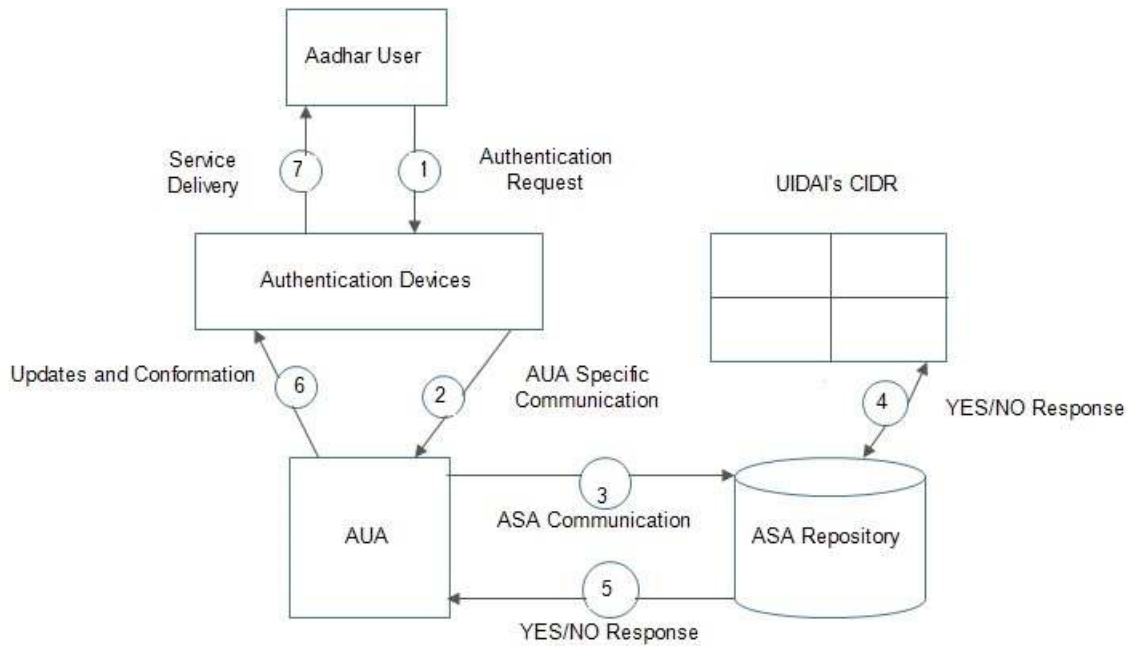 Aadhar User
Service
Delivery
7
1
Authentication
Request
UIDAI's CIDR
Authentication Devices
Updates and Conformation
6
2
AUA Specific
Communication
4
YES/NO Response
3
ASA Communication
AUA
ASA Repository
5
YES/NO Response